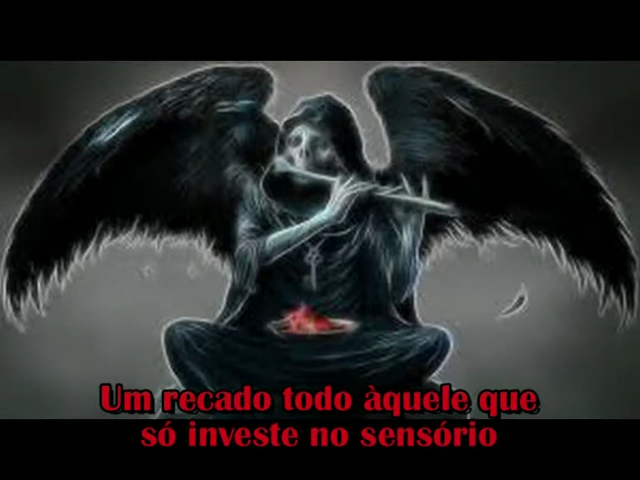 Um recado todo àquele que
só investe no sensório